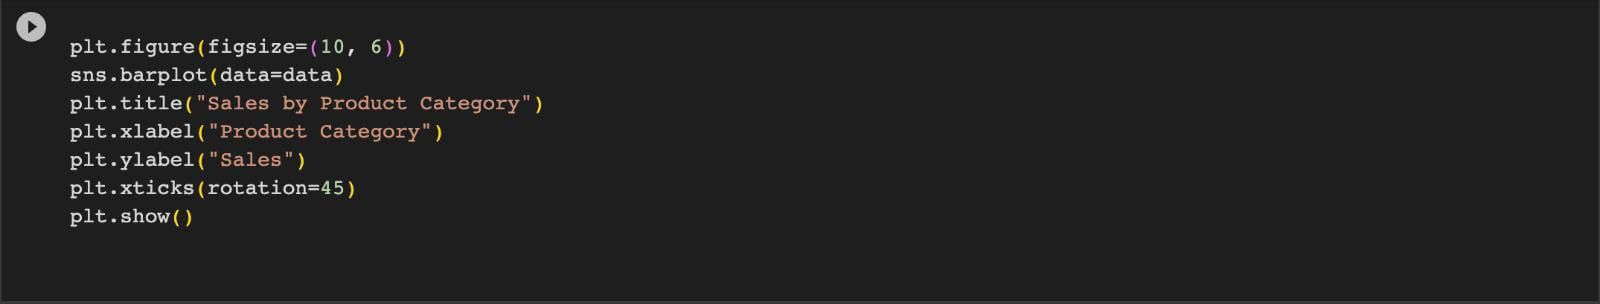 plt.figure(figsize=(10, 6))
sns.barplot(data=data)
plt.title("Sales by Product Category")
plt.xlabel("Product Category")
plt.ylabel("Sales")
plt.xticks(rotation=45)
plt.show()